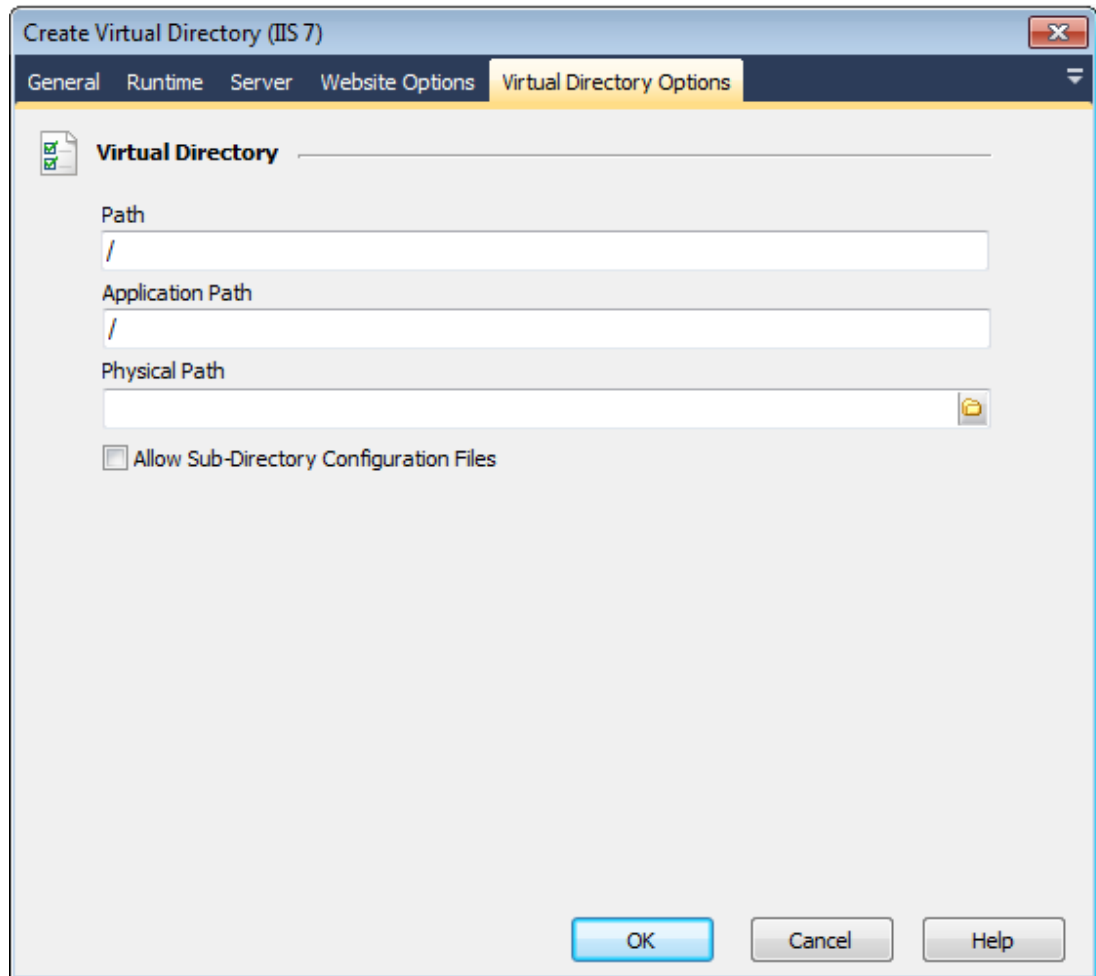 Create Virtual Directory (IIS 7)
General Runtime Server Website Options Virtual Directory Options
Virtual Directory
Path
/
Application Path
/
Physical Path
Allow Sub-Directory Configuration Files
OK Cancel Help